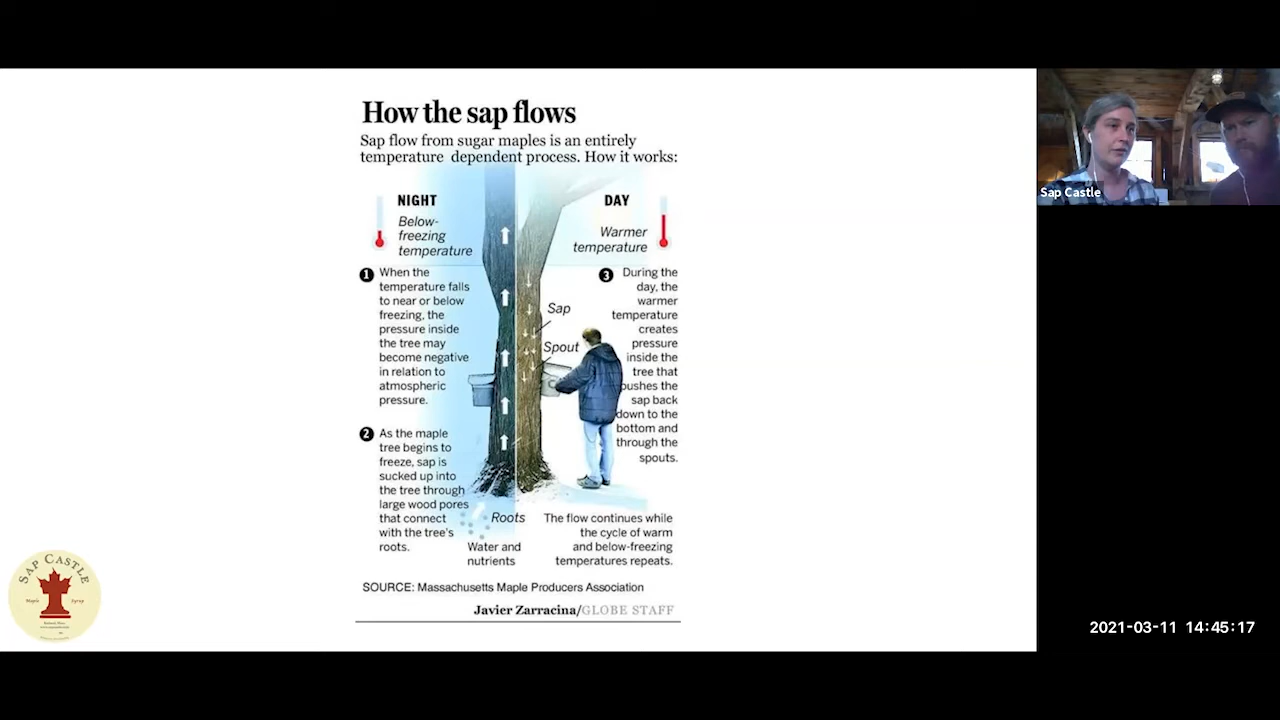 How the sap flows
Sap flow from sugar maples is an entirely
temperature dependent process. How it works:
NIGHT
Below-
freezing
temperature
DAY
Warmer
temperature
1 When the
temperature falls
to near or below
freezing, the
pressure inside
the tree may
become negative
in relation to
atmospheric
pressure.
2 As the maple
tree begins to
freeze, sap is
sucked up into
the tree through
large wood pores
that connect
with the tree's
roots.
Sap
Spout
Roots
Water and
nutrients
3 During the
day, the
warmer
temperature
creates
pressure
inside the
tree that
pushes the
sap back
down to the
bottom and
through the
spouts.
The flow continues while
the cycle of warm
and below-freezing
temperatures repeats.
SOURCE: Massachusetts Maple Producers Association
Javier Zarracina/GLOBE STAFF
SAP CASTLE
Maple Syrup
Sap Castle
2021-03-11 14:45:17